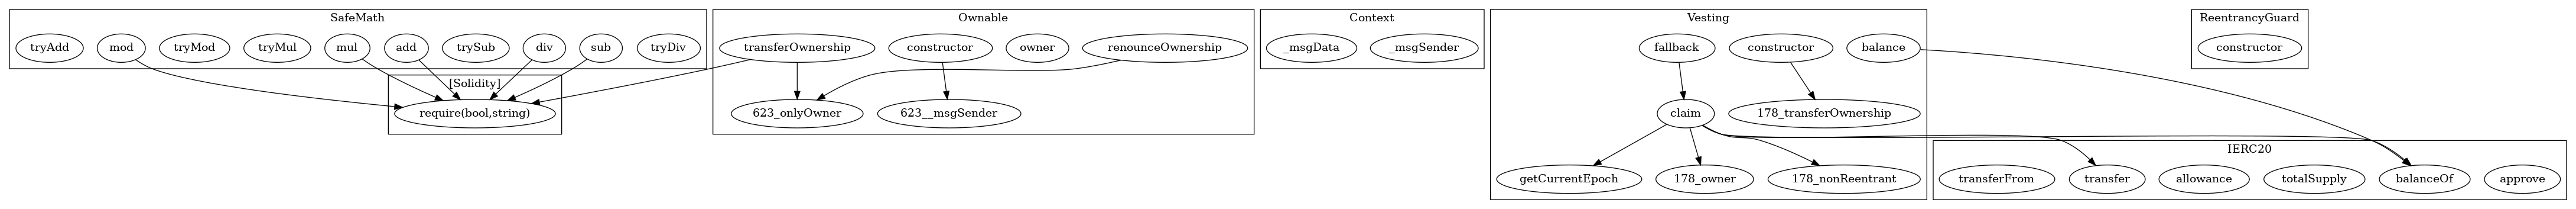 SafeMath
tryAdd
mod
tryMod
tryMul
mul
add
trySub
div
sub
tryDiv
[Solidity]
require(bool,string)
Ownable
transferOwnership
constructor
owner
renounceOwnership
623_onlyOwner
623__msgSender
Context
_msgData
_msgSender
Vesting
fallback
constructor
balance
claim
178_transferOwnership
getCurrentEpoch
178_owner
178_nonReentrant
ReentrancyGuard
constructor
IERC20
transferFrom
transfer
allowance
totalSupply
balanceOf
approve